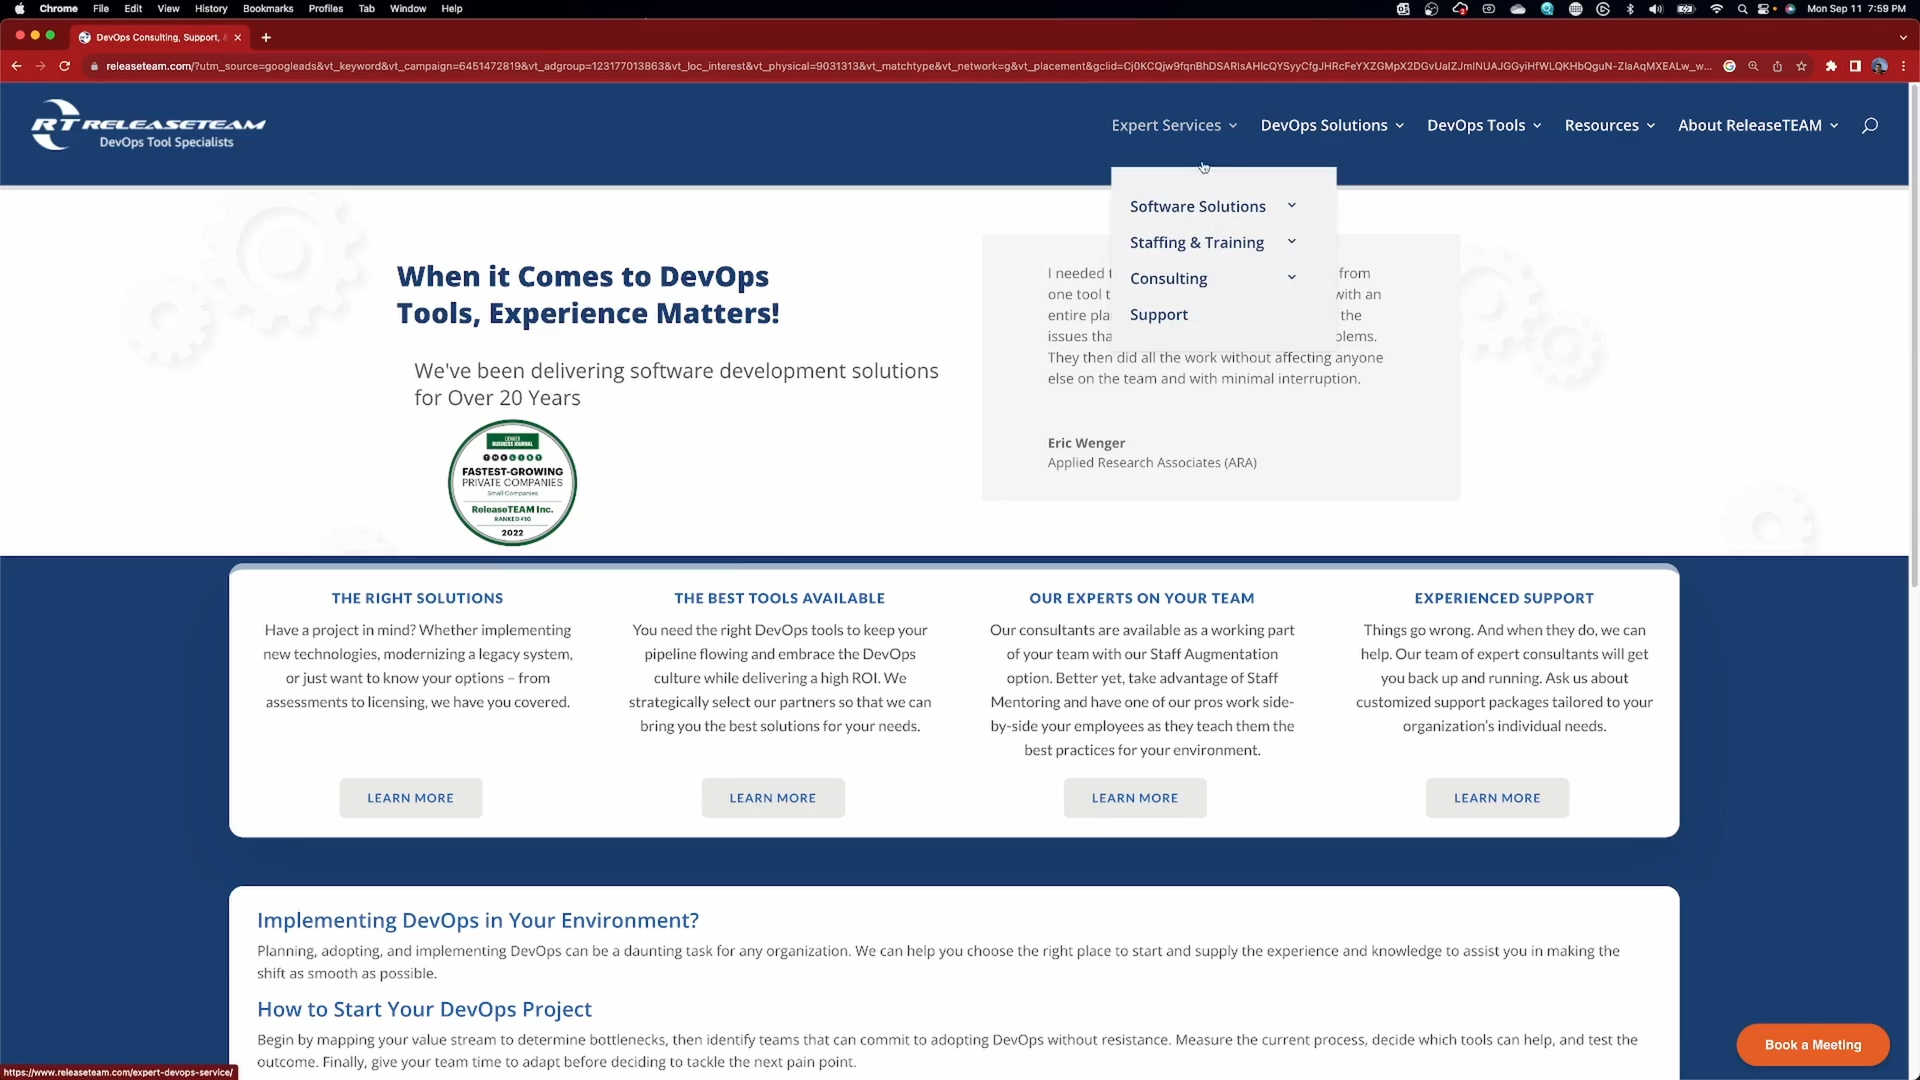 Chrome File Edit View History Bookmarks Profiles Tab Window Help
Mon Sep 11 7:59 PM
DevOps Consulting, Support, &
releaseteam.com/?utm_source=googleads&vt_keyword&vt_campaign=6451472819&vt_adgroup=123177013863&vt_loc_interest&vt_physical=9031313&vt_matchtype&vt_network=g&vt_placement&gclid=
RT RELEASETEAM
DevOps Tool Specialists
Expert Services DevOps Solutions DevOps Tools Resources About ReleaseTEAM
Software Solutions
Staffing & Training
Consulting
Support
When it Comes to DevOps
Tools, Experience Matters!
We've been delivering software development solutions
for Over 20 Years
DENVER
BUSINESS JOURNAL
THE LIST
FASTEST-GROWING
PRIVATE COMPANIES
Small Companies
ReleaseTEAM Inc.
RANKED #10
2022
I needed t from
one tool t with an
entire pla the
issues tha blems.
They then did all the work without affecting anyone
else on the team and with minimal interruption.
Eric Wenger
Applied Research Associates (ARA)
THE RIGHT SOLUTIONS
Have a project in mind? Whether implementing
new technologies, modernizing a legacy system,
or just want to know your options – from
assessments to licensing, we have you covered.
LEARN MORE
THE BEST TOOLS AVAILABLE
You need the right DevOps tools to keep your
pipeline flowing and embrace the DevOps
culture while delivering a high ROI. We
strategically select our partners so that we can
bring you the best solutions for your needs.
LEARN MORE
OUR EXPERTS ON YOUR TEAM
Our consultants are available as a working part
of your team with our Staff Augmentation
option. Better yet, take advantage of Staff
Mentoring and have one of our pros work side-
by-side your employees as they teach them the
best practices for your environment.
LEARN MORE
EXPERIENCED SUPPORT
Things go wrong. And when they do, we can
help. Our team of expert consultants will get
you back up and running. Ask us about
customized support packages tailored to your
organization's individual needs.
LEARN MORE
Implementing DevOps in Your Environment?
Planning, adopting, and implementing DevOps can be a daunting task for any organization. We can help you choose the right place to start and supply the experience and knowledge to assist you in making the
shift as smooth as possible.
How to Start Your DevOps Project
Begin by mapping your value stream to determine bottlenecks, then identify teams that can commit to adopting DevOps without resistance. Measure the current process, decide which tools can help, and test the
outcome. Finally, give your team time to adapt before deciding to tackle the next pain point.
Book a Meeting
https://www.releaseteam.com/expert-devops-service/